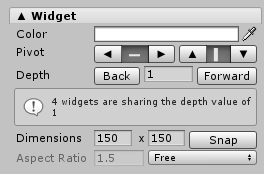 ▲ Widget
Color
Pivot
Depth Back 1 Forward
4 widgets are sharing the depth value of
1
Dimensions 150 x 150 Snap
Aspect Ratio 1.5 Free